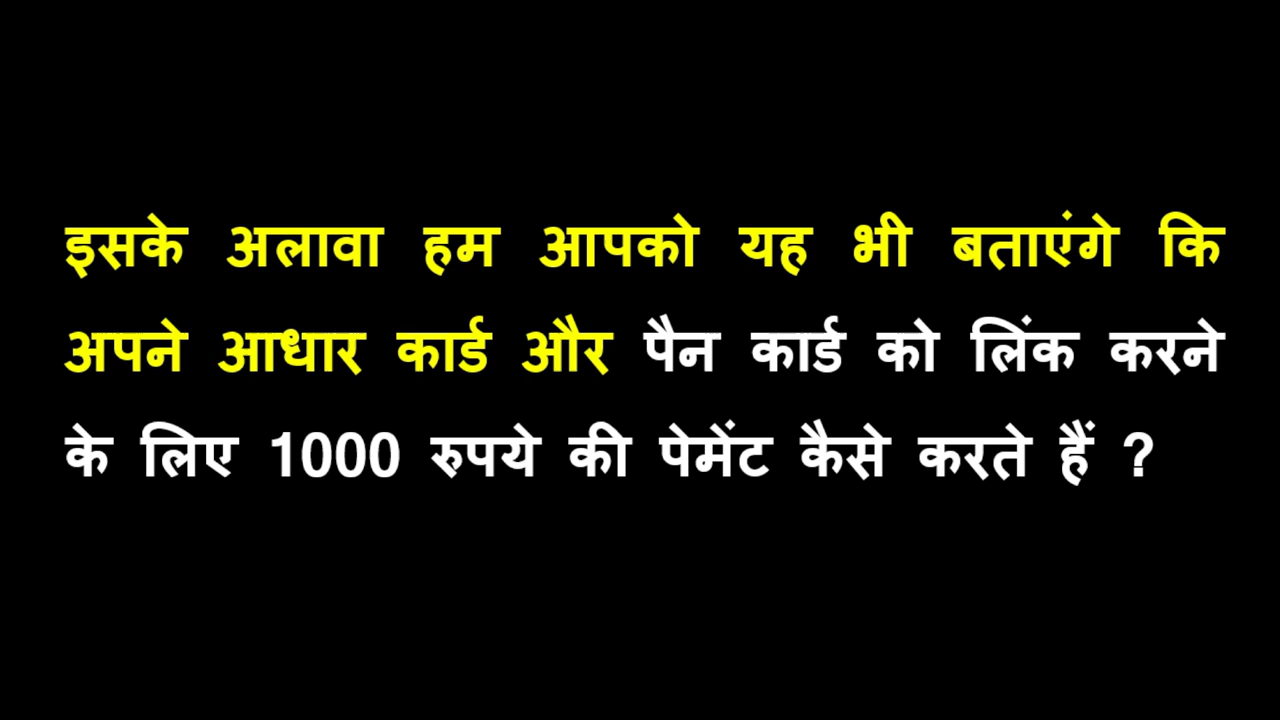 इसके अलावा हम आपको यह भी बताएंगे कि
अपने आधार कार्ड और पैन कार्ड को लिंक करने
के लिए 1000 रुपये की पेमेंट कैसे करते हैं ?